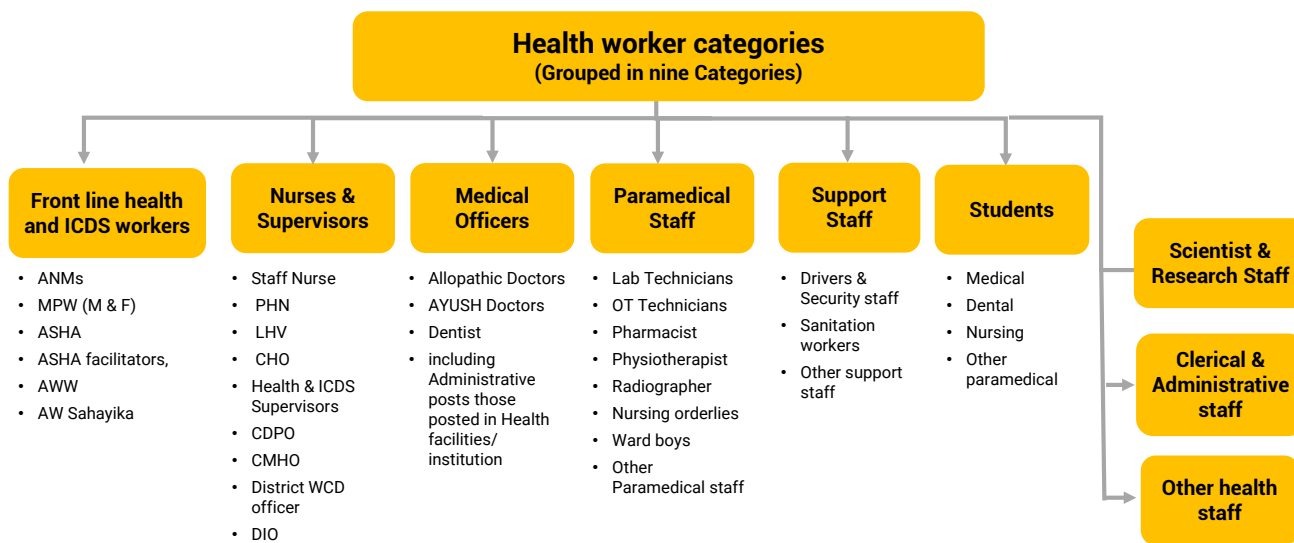 Health worker categories
(Grouped in nine Categories)
Front line health
and ICDS workers
• ANMs
• MPW (M & F)
• ASHA
• ASHA facilitators,
• AWW
• AW Sahayika
Nurses &
Supervisors
• Staff Nurse
• PHN
• LHV
• CHO
• Health & ICDS
Supervisors
• CDPO
• CMHO
• District WCD
officer
• DIO
Medical
Officers
• Allopathic Doctors
• AYUSH Doctors
• Dentist
• including
Administrative
posts those
posted in Health
facilities/
institution
Paramedical
Staff
• Lab Technicians
• OT Technicians
• Pharmacist
• Physiotherapist
• Radiographer
• Nursing orderlies
• Ward boys
• Other
Paramedical staff
Support
Staff
• Drivers &
Security staff
• Sanitation
workers
• Other support
staff
Students
• Medical
• Dental
• Nursing
• Other
paramedical
Scientist &
Research Staff
Clerical &
Administrative
staff
Other health
staff